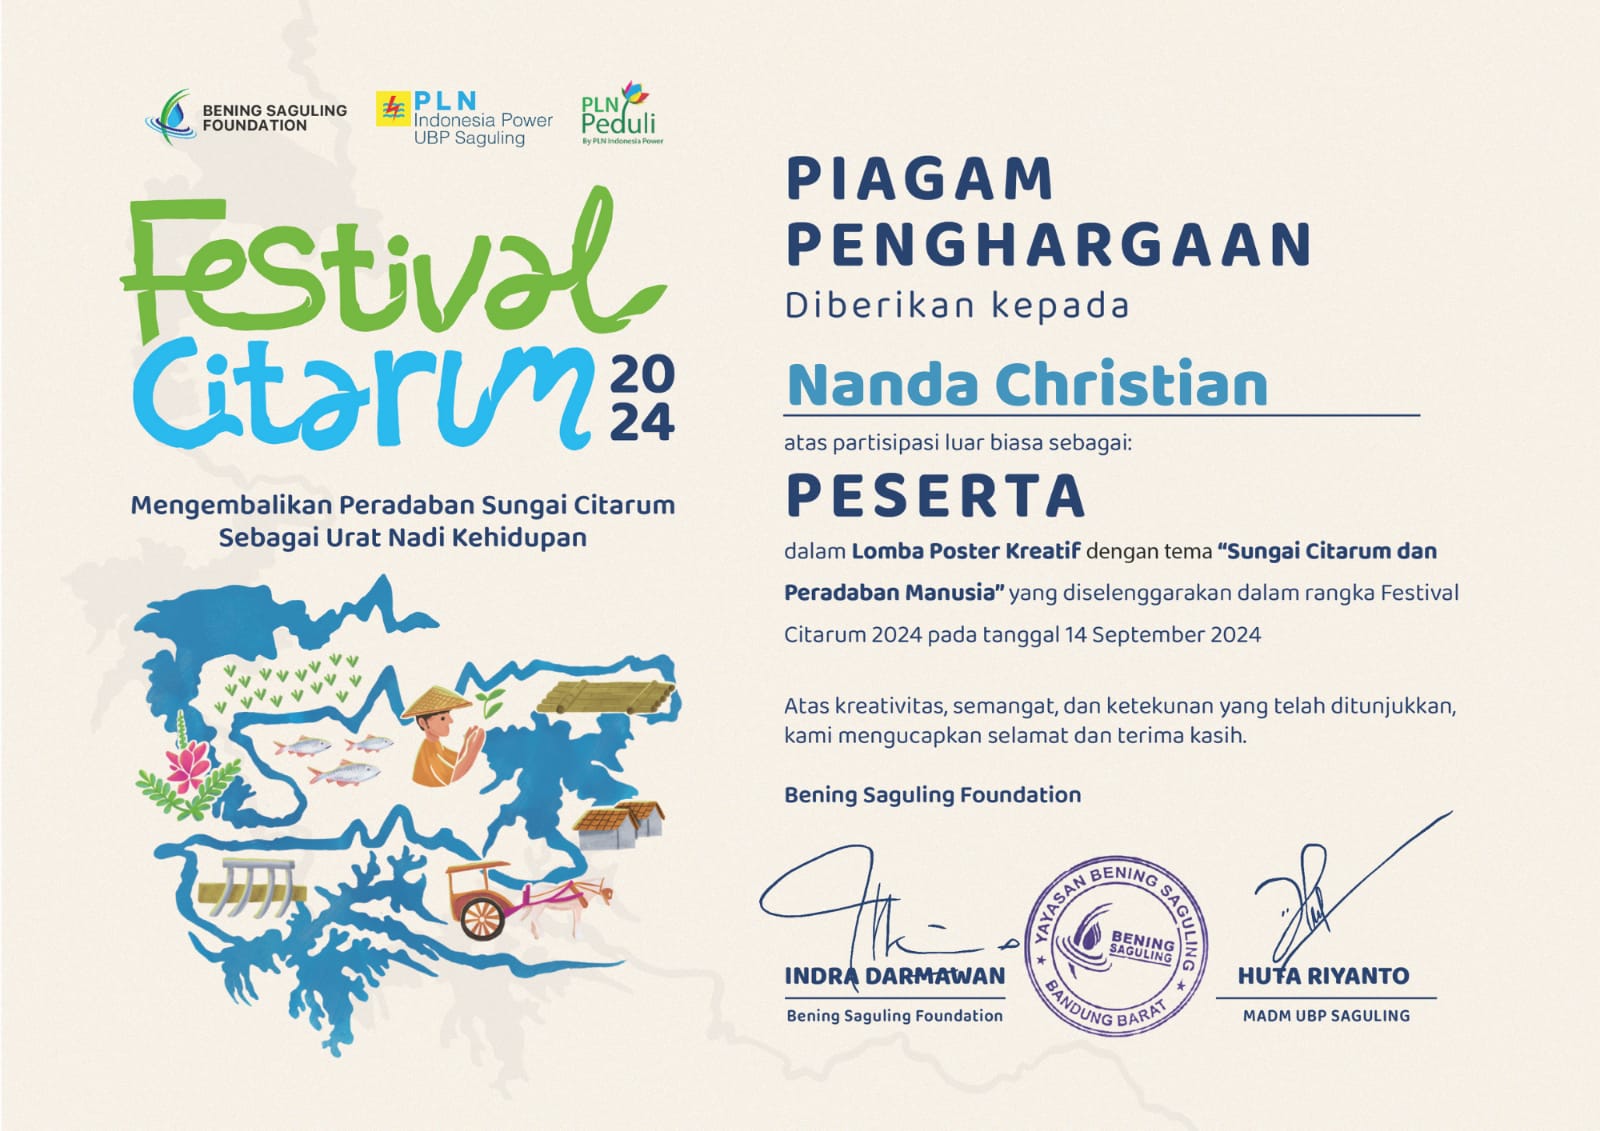 BENING SAGULING
FOUNDATION
PLN
Indonesia Power
UBP Saguling
PLN
Peduli
By PLN Indonesia Power
Festival
Citarum
20
24
Mengembalikan Peradaban Sungai Citarum
Sebagai Urat Nadi Kehidupan
PIAGAM
PENGHARGAAN
Diberikan kepada
Nanda Christian
atas partisipasi luar biasa sebagai:
PESERTA
dalam Lomba Poster Kreatif dengan tema “Sungai Citarum dan
Peradaban Manusia” yang diselenggarakan dalam rangka Festival
Citarum 2024 pada tanggal 14 September 2024
Atas kreativitas, semangat, dan ketekunan yang telah ditunjukkan,
kami mengucapkan selamat dan terima kasih.
Bening Saguling Foundation
INDRA DARMAWAN
Bening Saguling Foundation
YAYASAN BENING SAGULING
BENING
SAGULING
BANDUNG BARAT
HUTA RIYANTO
MADM UBP SAGULING